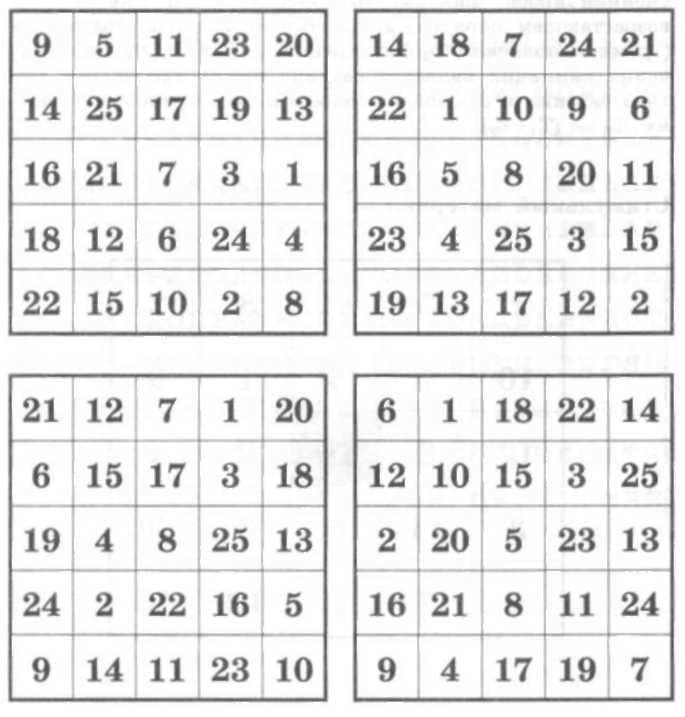 9 5 11 23 20
14 25 17 19 13
16 21 7 3 1
18 12 6 24 4
22 15 10 2 8
14 18 7 24 21
22 1 10 9 6
16 5 8 20 11
23 4 25 3 15
19 13 17 12 2
21 12 7 1 20
6 15 17 3 18
19 4 8 25 13
24 2 22 16 5
9 14 11 23 10
6 1 18 22 14
12 10 15 3 25
2 20 5 23 13
16 21 8 11 24
9 4 17 19 7